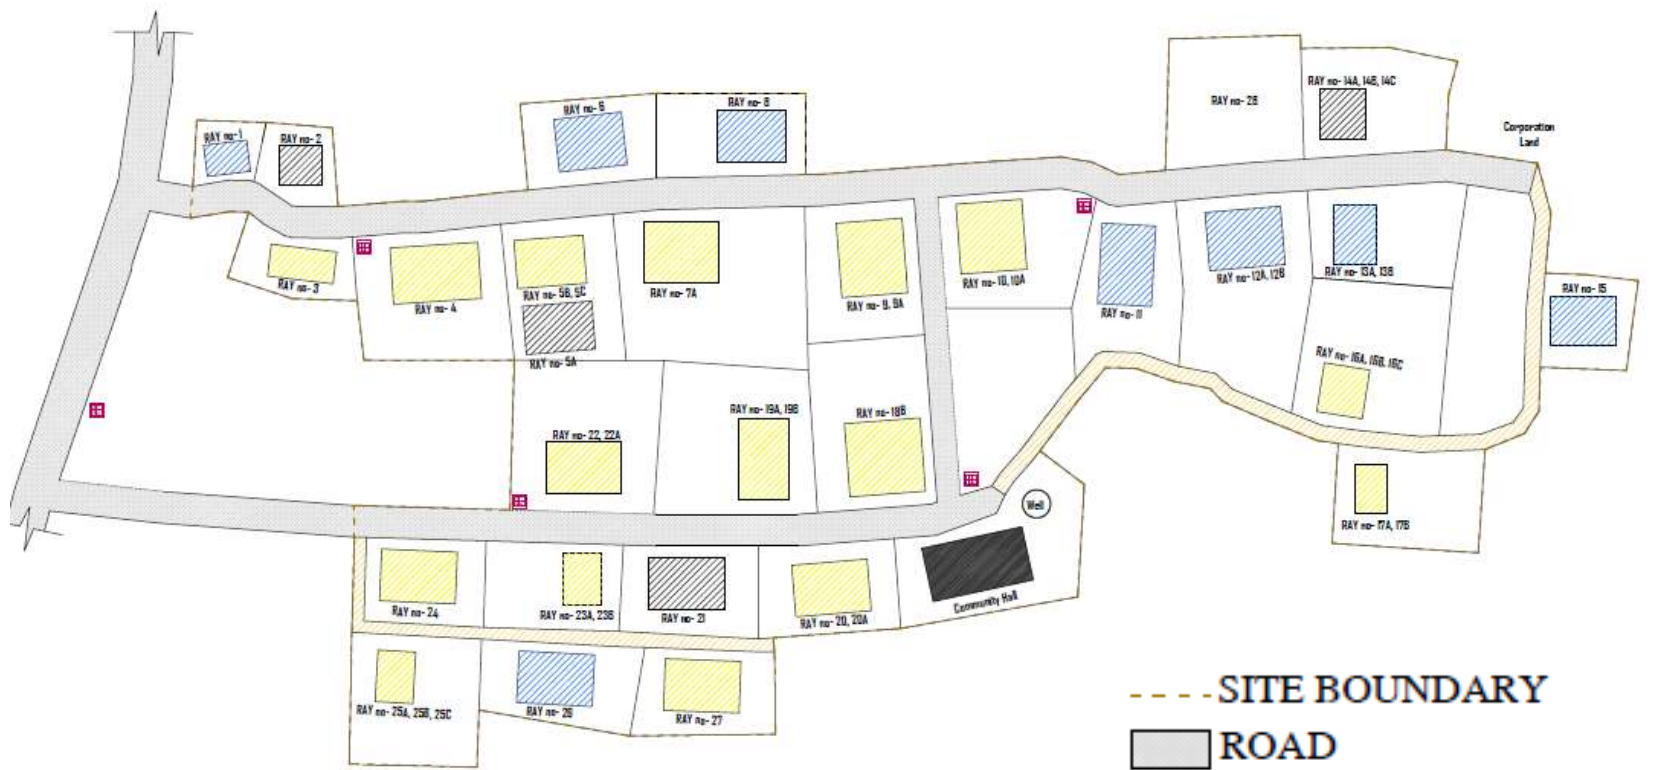 RAY no- 14A, 14B, 14C
RAY no- 28
RAY no- 6
RAY no- 8
Corporation
Land
RAY no-1
RAY no- 2
RAY no- 3
RAY no- 4
RAY no- 5B, 5C
RAY no- 5A
RAY no- 7A
RAY no- 9, 9A
RAY no- 10, 10A
RAY no- 11
RAY no- 12A, 12B
RAY no- 13A, 13B
RAY no- 15
RAY no- 16A, 16B, 16C
RAY no- 22, 22A
RAY no- 19A, 19B
RAY no- 18B
Well
RAY no- 17A, 17B
RAY no- 24
RAY no- 23A, 23B
RAY no- 21
RAY no- 20, 20A
Community Hall
RAY no- 25A, 25B, 25C
RAY no- 26
RAY no- 27
SITE BOUNDARY
ROAD